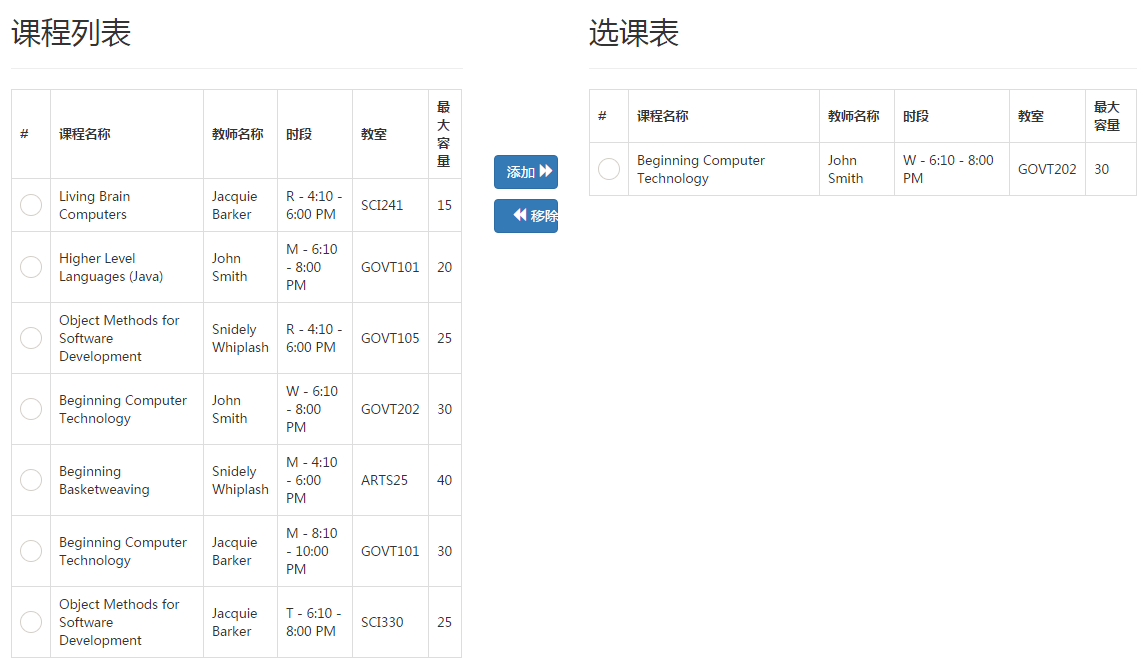 课程列表
#
课程名称
教师名称
时段
教室
最
大
容
量
Living Brain
Computers
Jacquie
Barker
R - 4:10 -
6:00 PM
SCI241
15
Higher Level
Languages (Java)
John
Smith
M - 6:10
- 8:00
PM
GOVT101
20
Object Methods for
Software
Development
Snidely
Whiplash
R - 4:10 -
6:00 PM
GOVT105
25
Beginning Computer
Technology
John
Smith
W - 6:10
- 8:00
PM
GOVT202
30
Beginning
Basketweaving
Snidely
Whiplash
M - 4:10
- 6:00
PM
ARTS25
40
Beginning Computer
Technology
Jacquie
Barker
M - 8:10
- 10:00
PM
GOVT101
30
Object Methods for
Software
Development
Jacquie
Barker
T - 6:10 -
8:00 PM
SCI330
25
添加
移除
选课表
#
课程名称
教师名称
时段
教室
最大
容量
Beginning Computer
Technology
John
Smith
W - 6:10 - 8:00
PM
GOVT202
30